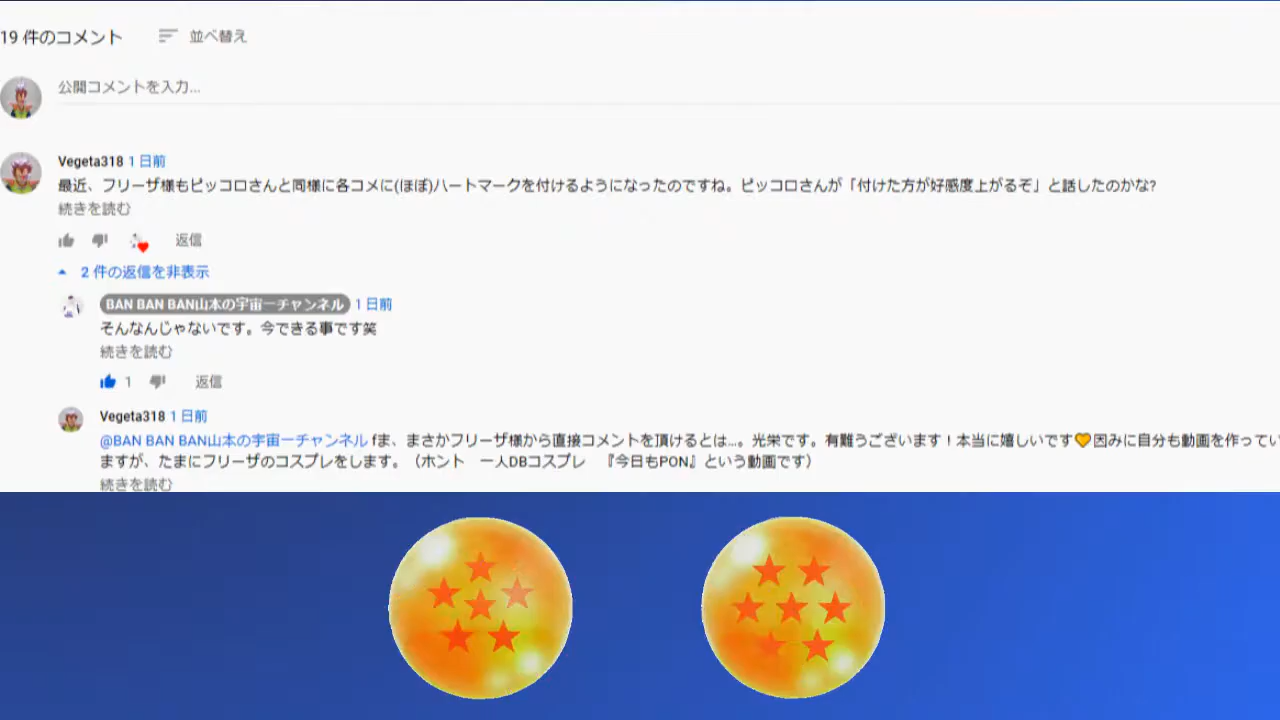 19 件のコメント
並べ替え
公開コメントを入力...
Vegeta318 1 日前
最近、フリーザ様もピッコロさんと同様に各コメに(ほぼ)ハートマークを付けるようになったのですね。ピッコロさんが「付けた方が好感度上がるぞ」と話したのかな?
続きを読む
返信
2 件の返信を非表示
BAN BAN BAN山本の宇宙一チャンネル 1 日前
そんなんじゃないです。今できる事です笑
続きを読む
1 返信
Vegeta318 1 日前
@BAN BAN BAN山本の宇宙一チャンネル fま、まさかフリーザ様から直接コメントを頂けるとは...。光栄です。有難うございます！本当に嬉しいです🧡因みに自分も動画を作ってい
ますが、たまにフリーザのコスプレをします。（ホント　一人DBコスプレ　『今日もPON』という動画です）
続きを読む